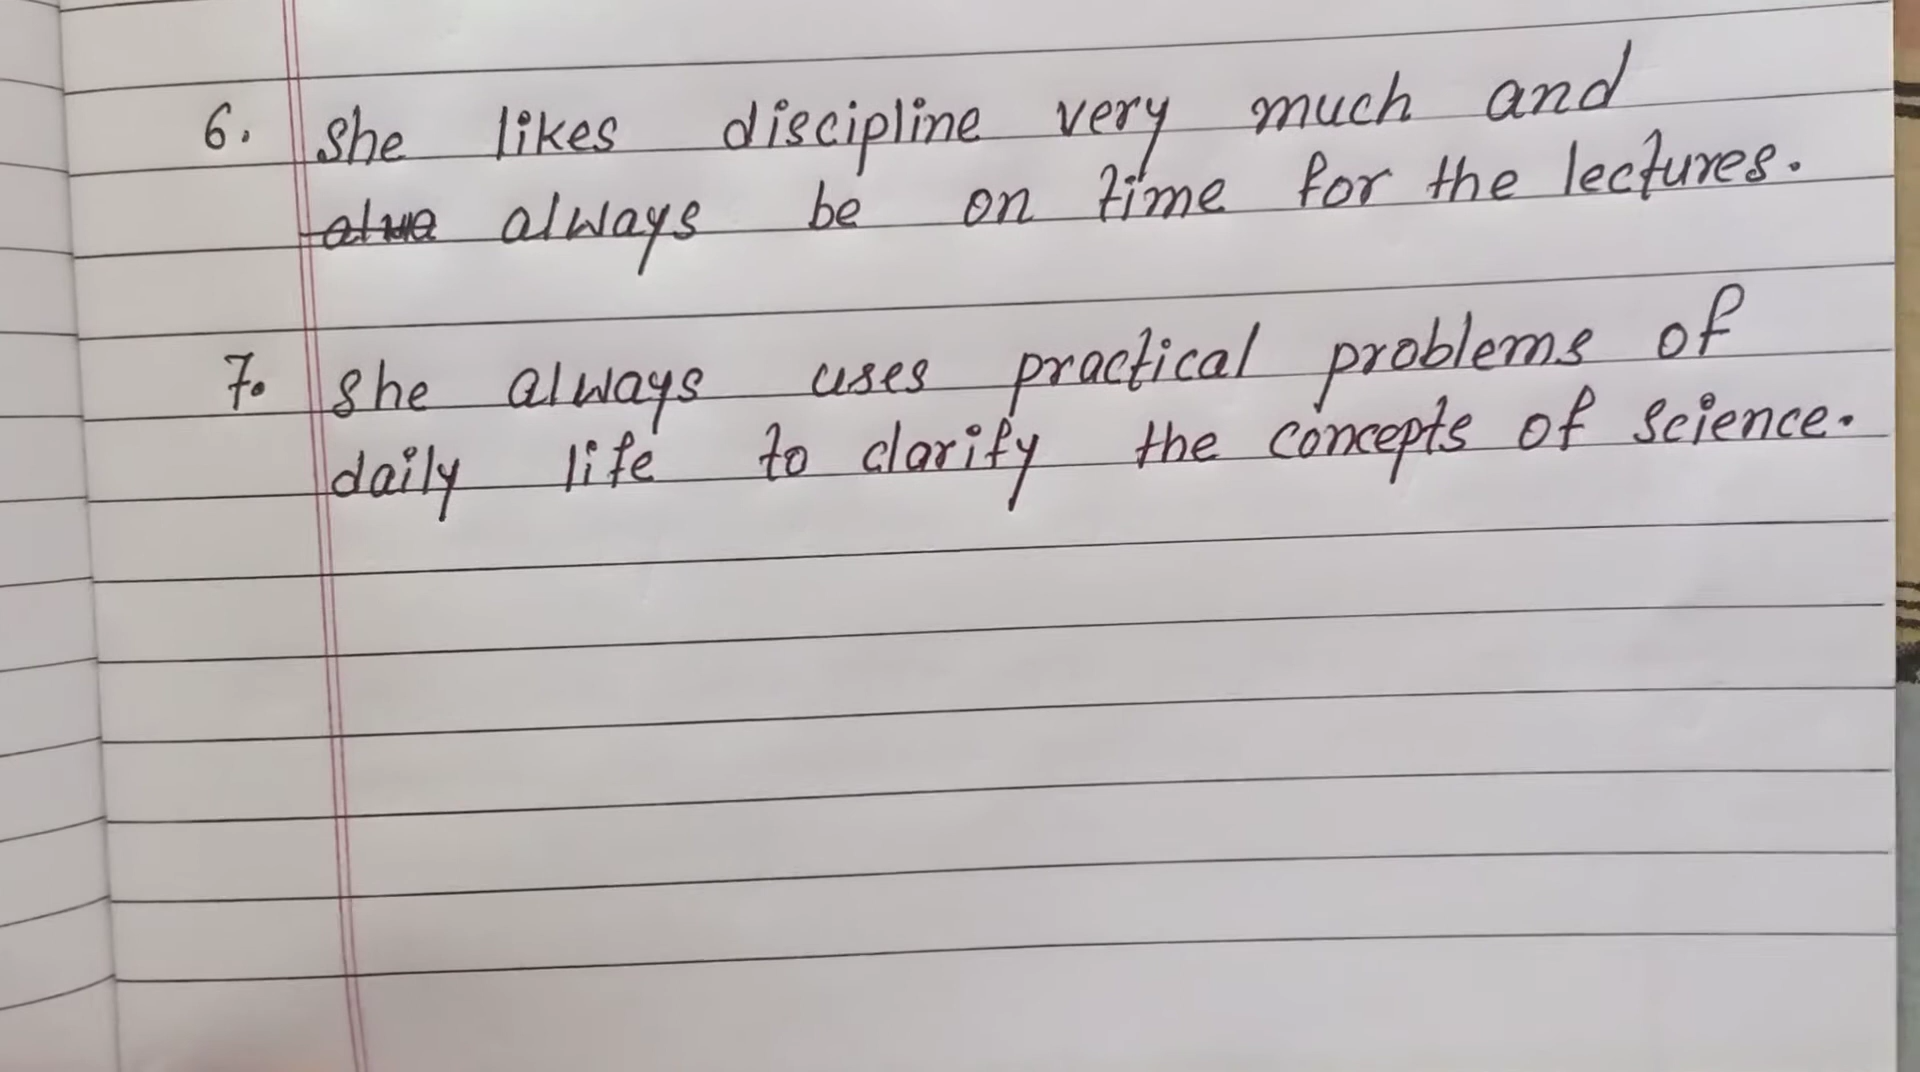 6. She likes discipline very much and
alwa always be on time for the lectures.
7. She always uses practical problems of
daily life to clarify the concepts of science.